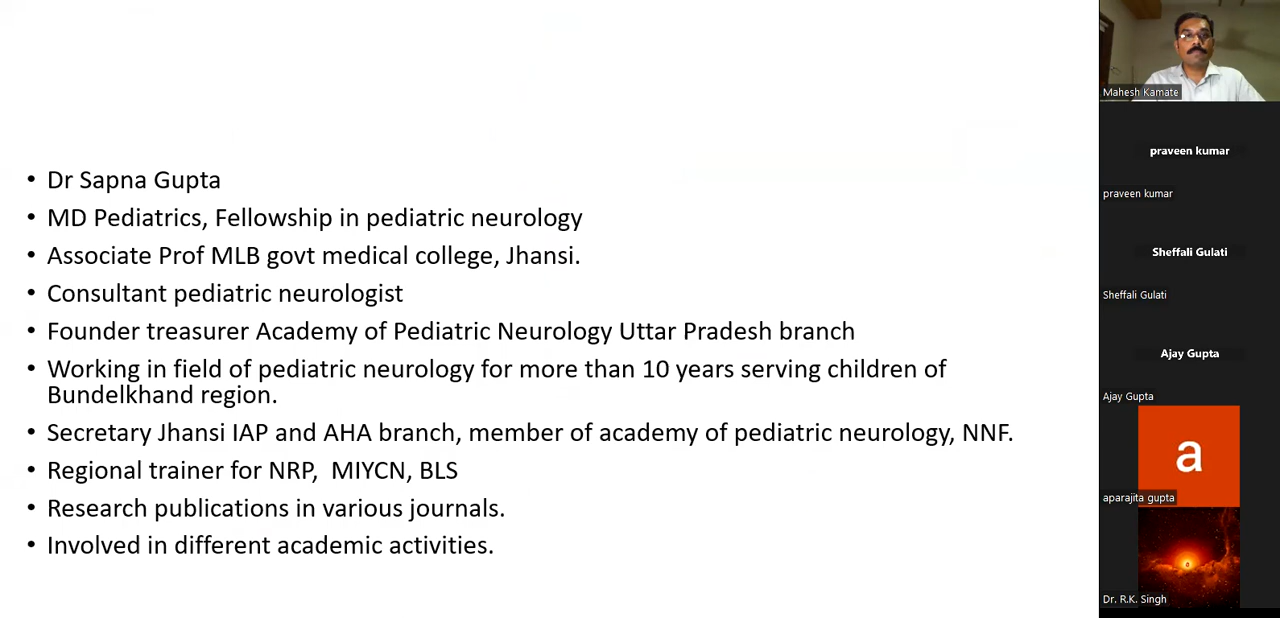 • Dr Sapna Gupta
• MD Pediatrics, Fellowship in pediatric neurology
• Associate Prof MLB govt medical college, Jhansi.
• Consultant pediatric neurologist
• Founder treasurer Academy of Pediatric Neurology Uttar Pradesh branch
• Working in field of pediatric neurology for more than 10 years serving children of
Bundelkhand region.
• Secretary Jhansi IAP and AHA branch, member of academy of pediatric neurology, NNF.
• Regional trainer for NRP, MIYCN, BLS
• Research publications in various journals.
• Involved in different academic activities.
Mahesh Kamate
praveen kumar
praveen kumar
Sheffali Gulati
Sheffali Gulati
Ajay Gupta
Ajay Gupta
a
aparajita gupta
Dr. R.K. Singh